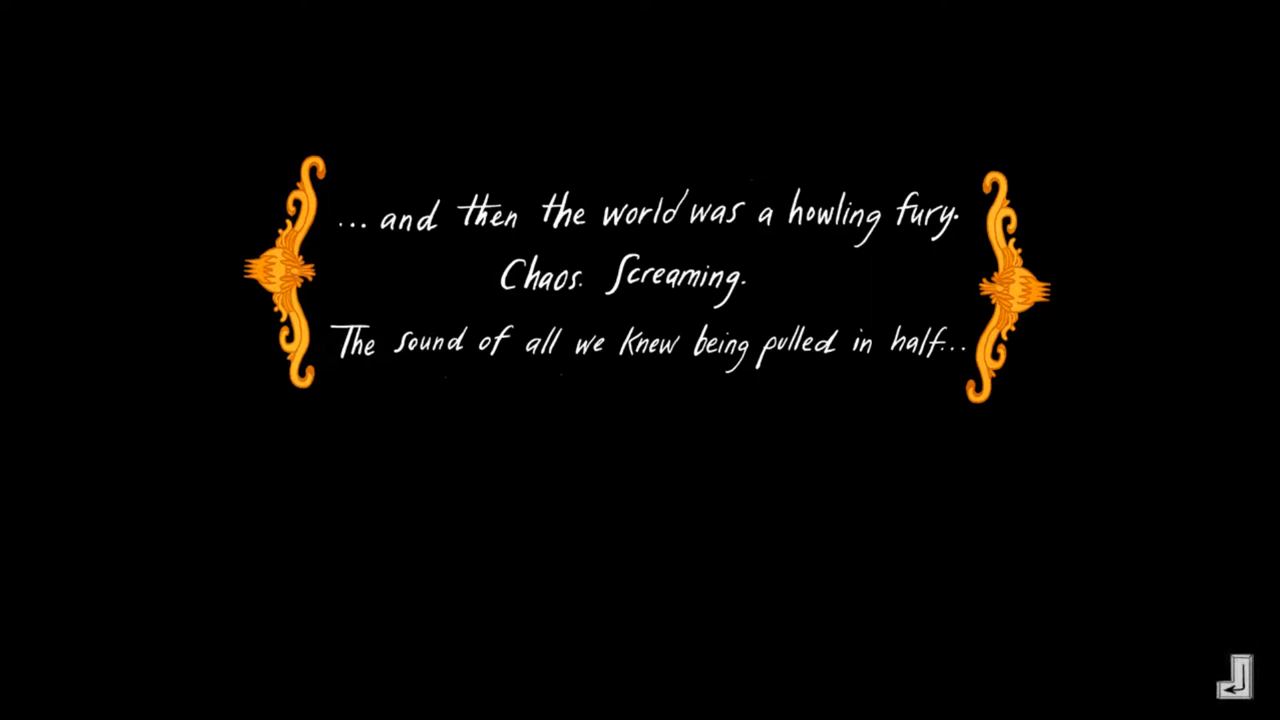 ...and then the world was a howling fury.
Chaos. Screaming.
The sound of all we knew being pulled in half...